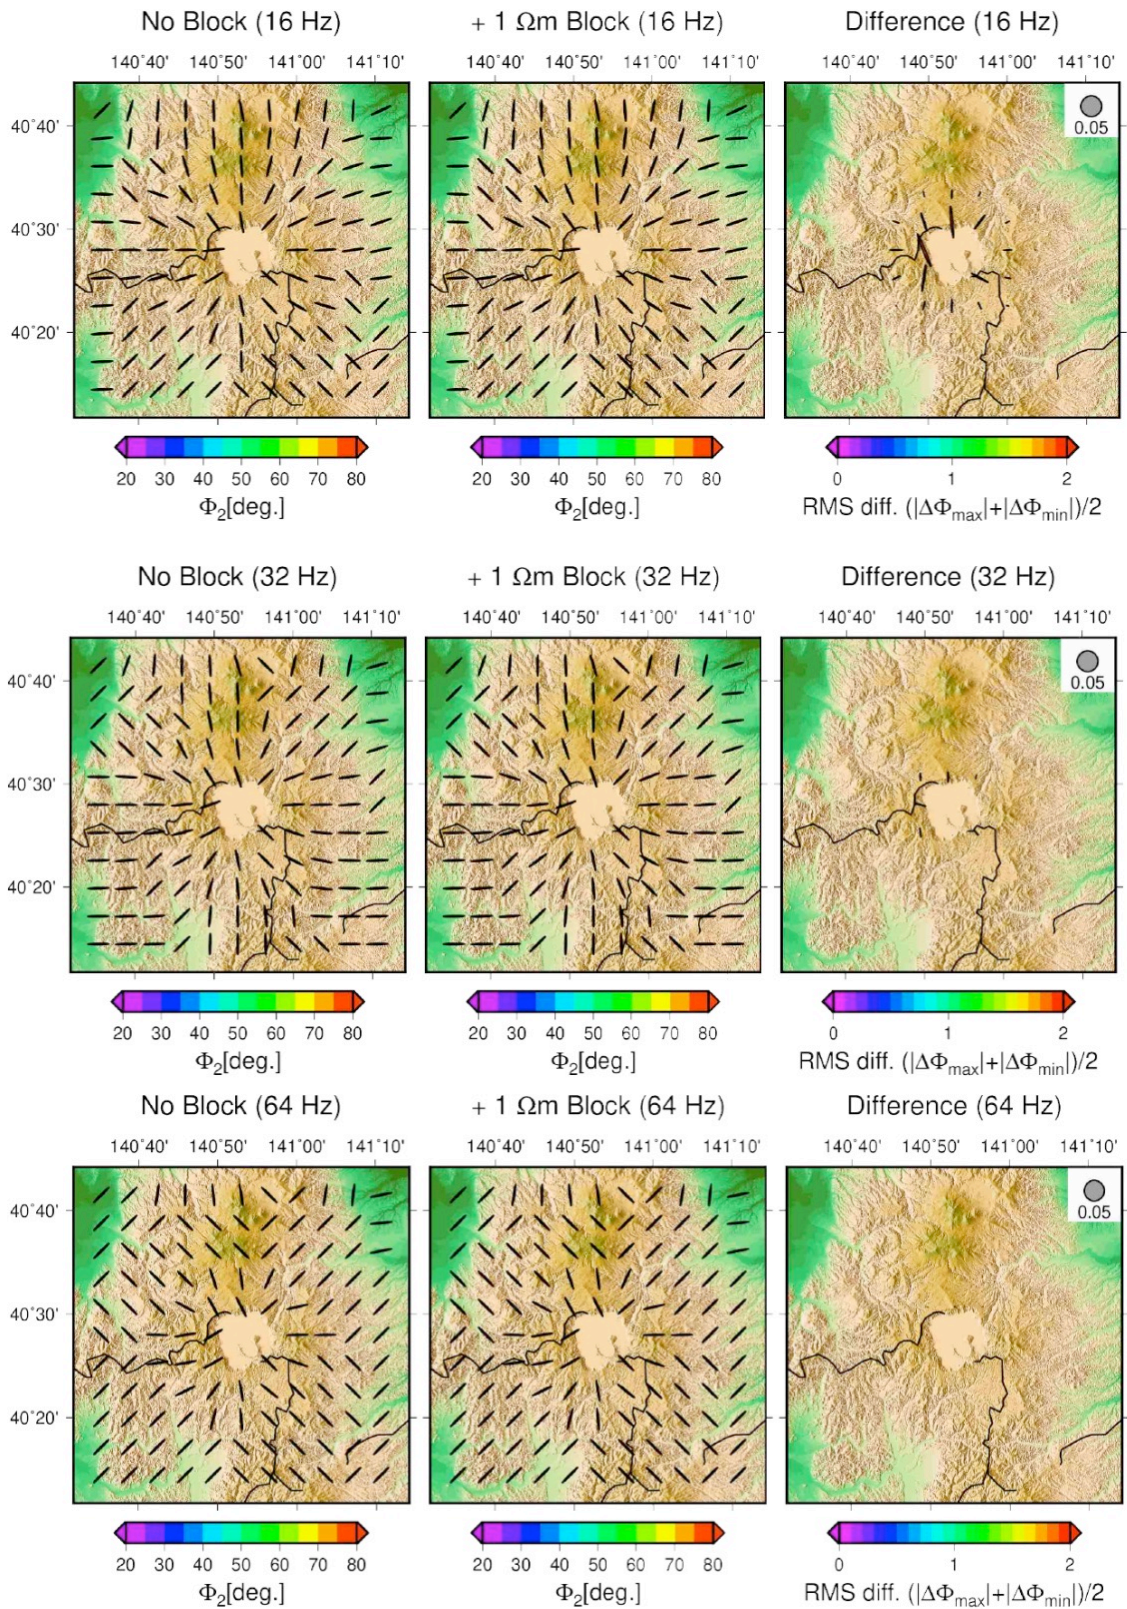 No Block (16 Hz) + 1 Ωm Block (16 Hz) Difference (16 Hz)
140˚40' 140˚50' 141˚00' 141˚10' 140˚40' 140˚50' 141˚00' 141˚10' 140˚40' 140˚50' 141˚00' 141˚10'
40˚40'
0.05
40˚30'
40˚20'
20 30 40 50 60 70 80 20 30 40 50 60 70 80 0 1 2
Φ2[deg.] Φ2[deg.] RMS diff. (|ΔΦmax|+|ΔΦmin|)/2
No Block (32 Hz) + 1 Ωm Block (32 Hz) Difference (32 Hz)
140˚40' 140˚50' 141˚00' 141˚10' 140˚40' 140˚50' 141˚00' 141˚10' 140˚40' 140˚50' 141˚00' 141˚10'
40˚40'
0.05
40˚30'
40˚20'
20 30 40 50 60 70 80 20 30 40 50 60 70 80 0 1 2
Φ2[deg.] Φ2[deg.] RMS diff. (|ΔΦmax|+|ΔΦmin|)/2
No Block (64 Hz) + 1 Ωm Block (64 Hz) Difference (64 Hz)
140˚40' 140˚50' 141˚00' 141˚10' 140˚40' 140˚50' 141˚00' 141˚10' 140˚40' 140˚50' 141˚00' 141˚10'
40˚40'
0.05
40˚30'
40˚20'
20 30 40 50 60 70 80 20 30 40 50 60 70 80 0 1 2
Φ2[deg.] Φ2[deg.] RMS diff. (|ΔΦmax|+|ΔΦmin|)/2